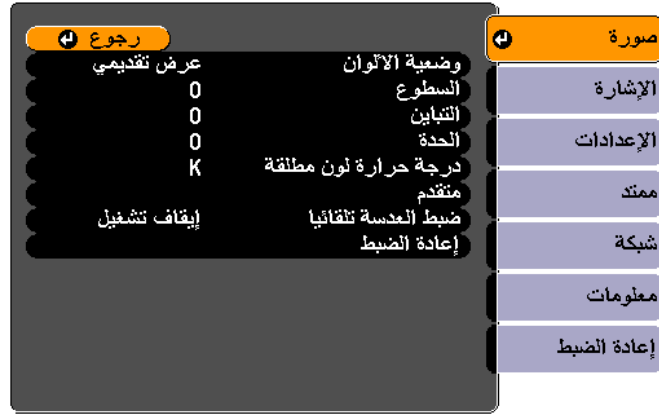 رجوع
وضعية الألوان عرض تقديمي
السطوع 0
التباين 0
الحدة 0
درجة حرارة لون مطلقة K
متقدم
ضبط العدسة تلقائيا إيقاف تشغيل
إعادة الضبط
صورة
الإشارة
الإعدادات
ممتد
شبكة
معلومات
إعادة الضبط